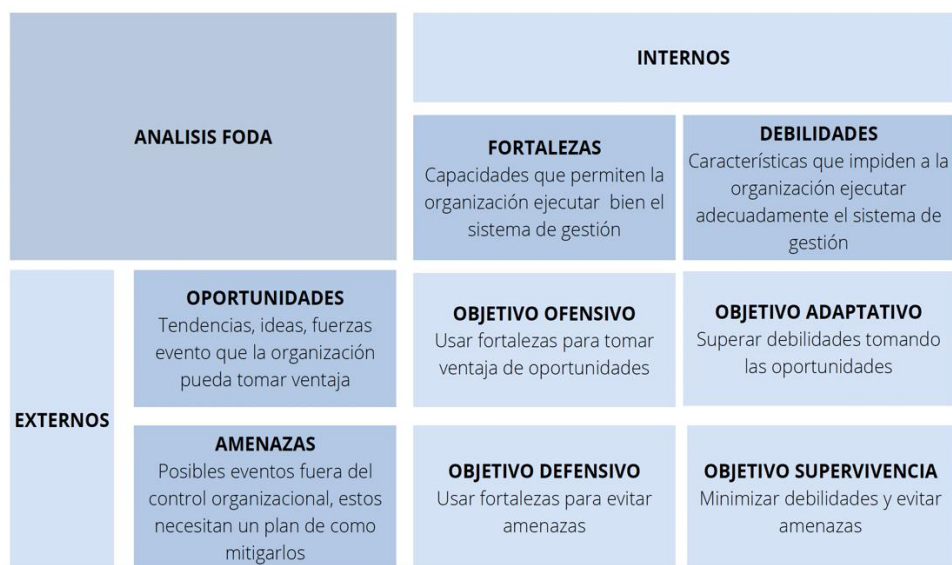 ANALISIS FODA
INTERNOS
FORTALEZAS
Capacidades que permiten la
organización ejecutar bien el
sistema de gestión
DEBILIDADES
Características que impiden a la
organización ejecutar
adecuadamente el sistema de
gestión
EXTERNOS
OPORTUNIDADES
Tendencias, ideas, fuerzas
evento que la organización
pueda tomar ventaja
OBJETIVO OFENSIVO
Usar fortalezas para tomar
ventaja de oportunidades
OBJETIVO ADAPTATIVO
Superar debilidades tomando
las oportunidades
AMENAZAS
Posibles eventos fuera del
control organizacional, estos
necesitan un plan de como
mitigarlos
OBJETIVO DEFENSIVO
Usar fortalezas para evitar
amenazas
OBJETIVO SUPERVIVENCIA
Minimizar debilidades y evitar
amenazas